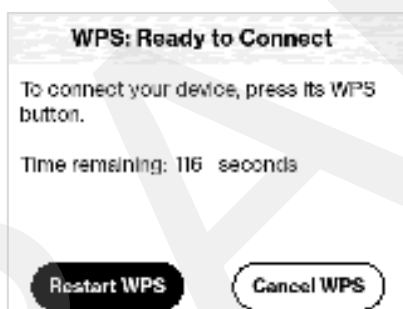 WPS: Ready to Connect
To connect your device, press its WPS
button.
Time remaining: 116 seconds
Restart WPS
Cancel WPS